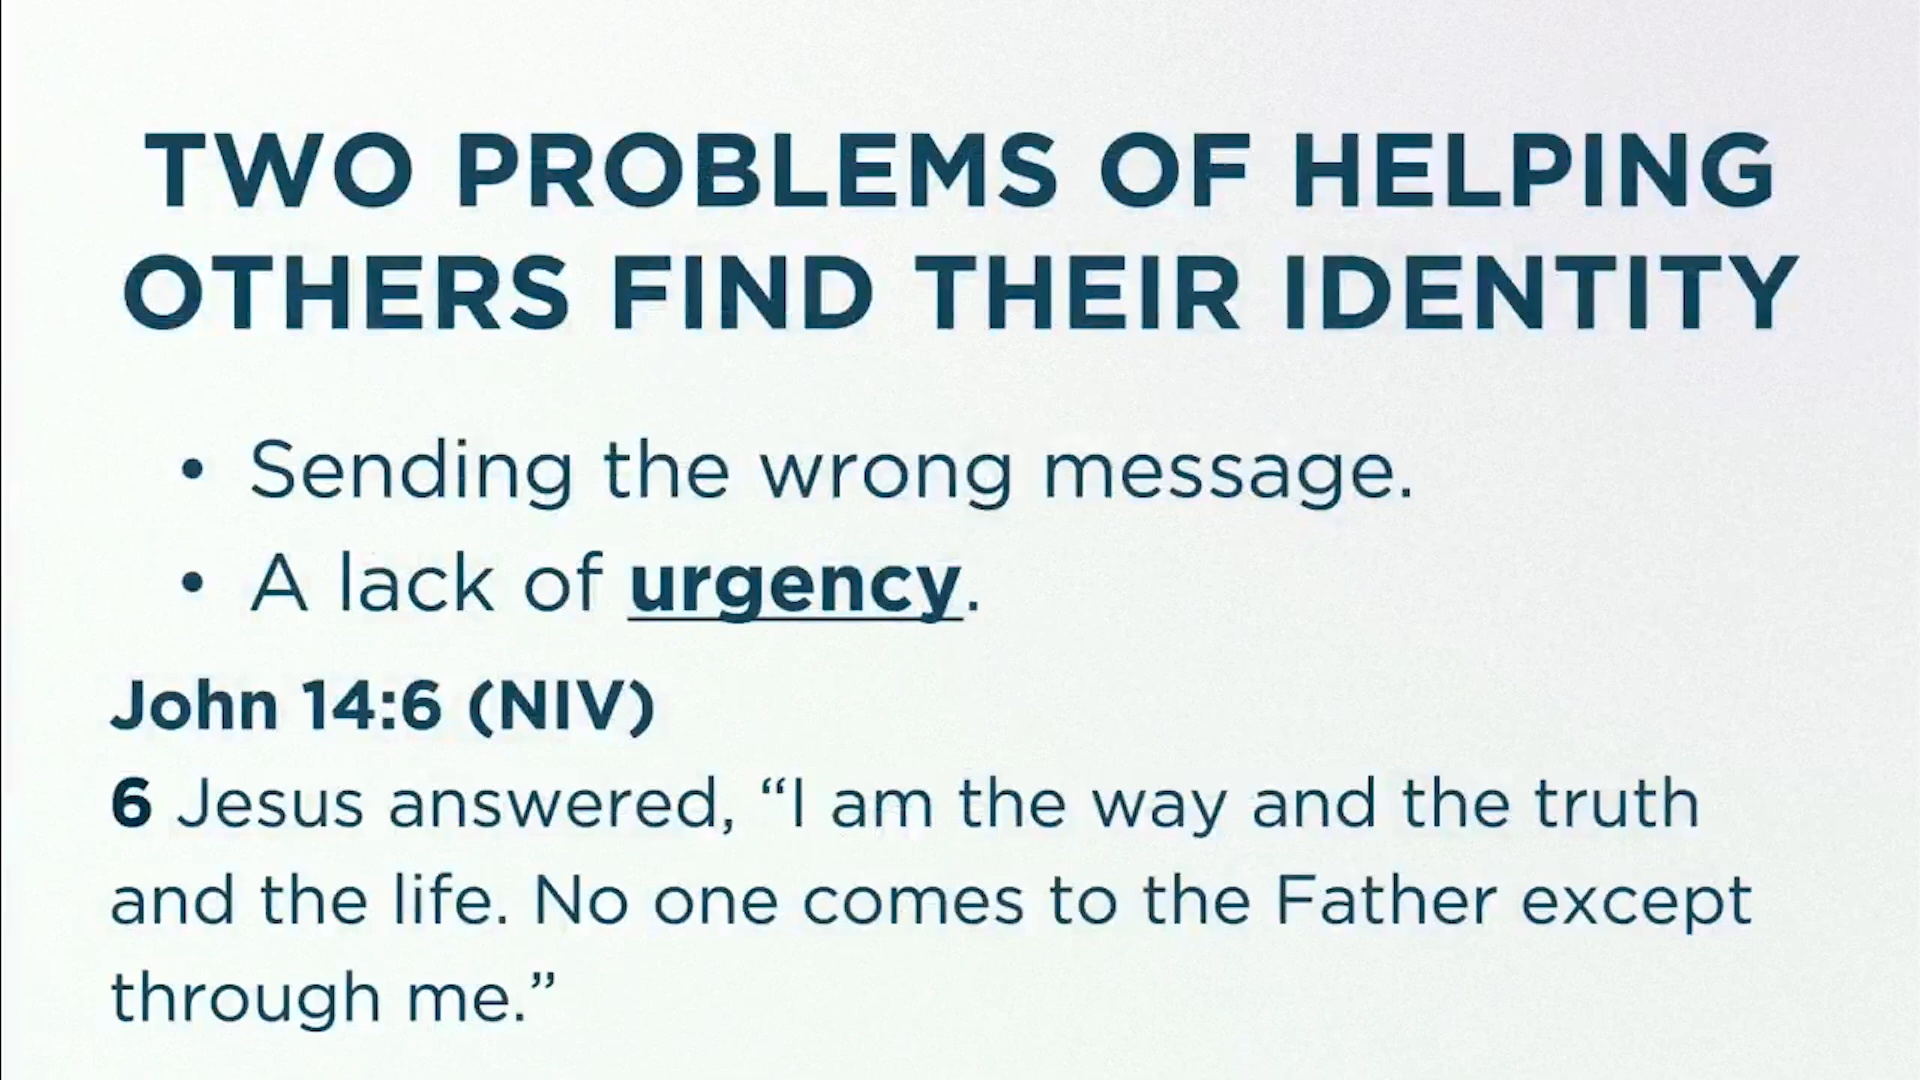 TWO PROBLEMS OF HELPING
OTHERS FIND THEIR IDENTITY
• Sending the wrong message.
• A lack of urgency.
John 14:6 (NIV)
6 Jesus answered, “I am the way and the truth
and the life. No one comes to the Father except
through me.”